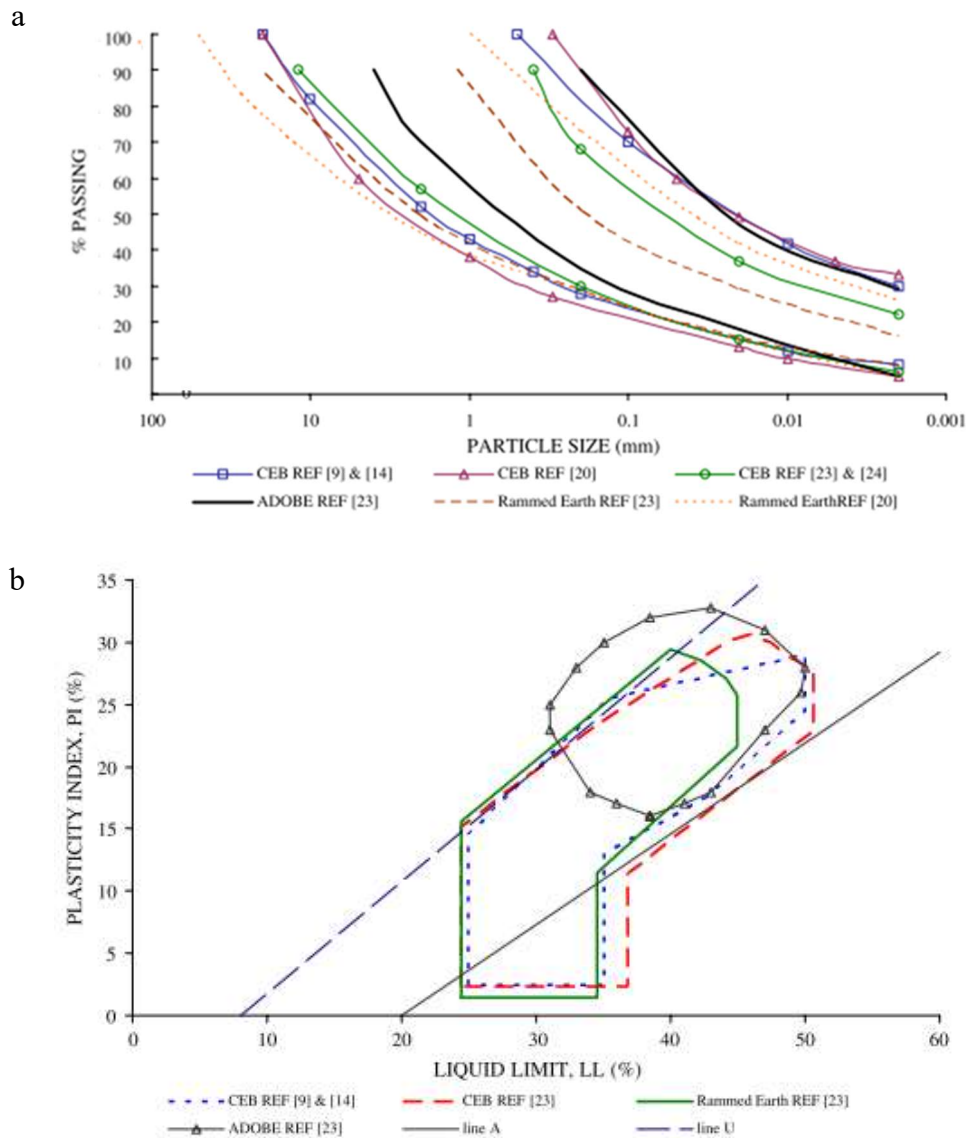 a
100
90
80
70
60
50
40
30
20
10
% PASSING
100 10 1 0.1 0.01 0.001
PARTICLE SIZE (mm)
CEB REF [9] & [14] CEB REF [20] CEB REF [23] & [24]
ADOBE REF [23] Rammed Earth REF [23] Rammed EarthREF [20]
b
35
30
25
20
15
10
5
0
PLASTICITY INDEX, PI (%)
0 10 20 30 40 50 60
LIQUID LIMIT, LL (%)
CEB REF [9] & [14] CEB REF [23] Rammed Earth REF [23]
ADOBE REF [23] line A line U